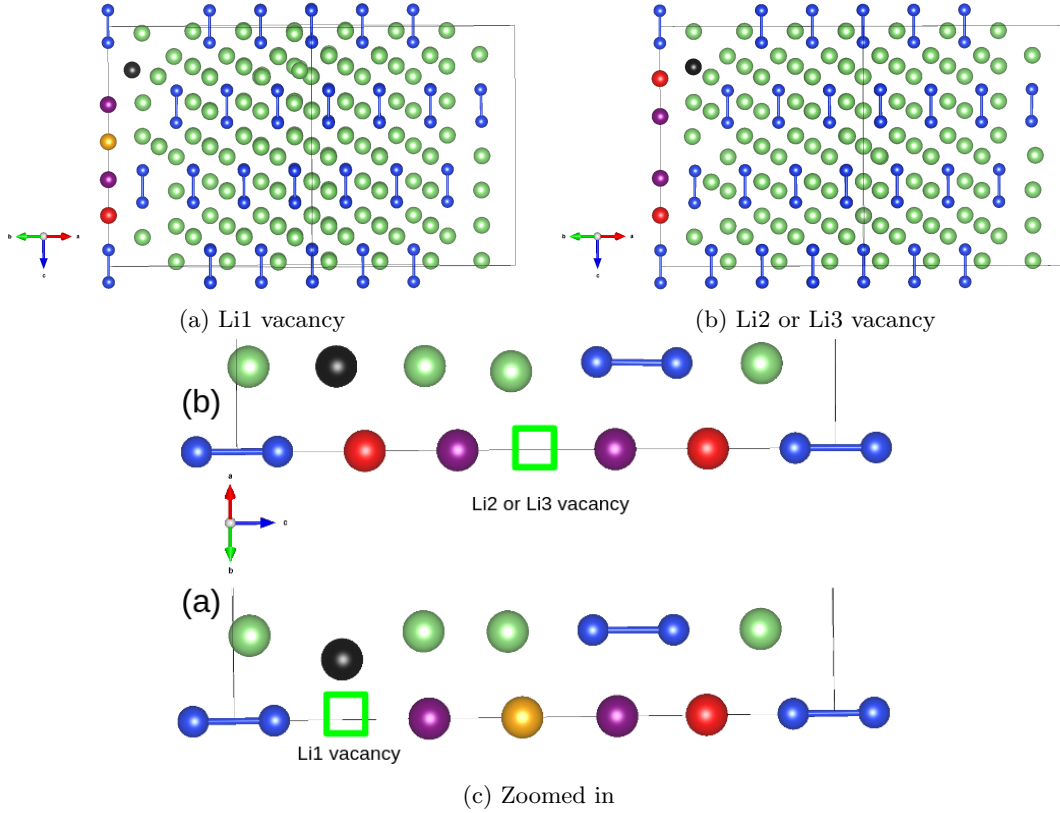 b a
c
b a
c
(a) Li1 vacancy
(b) Li2 or Li3 vacancy
(b)
Li2 or Li3 vacancy
a
c
b
(a)
Li1 vacancy
(c) Zoomed in